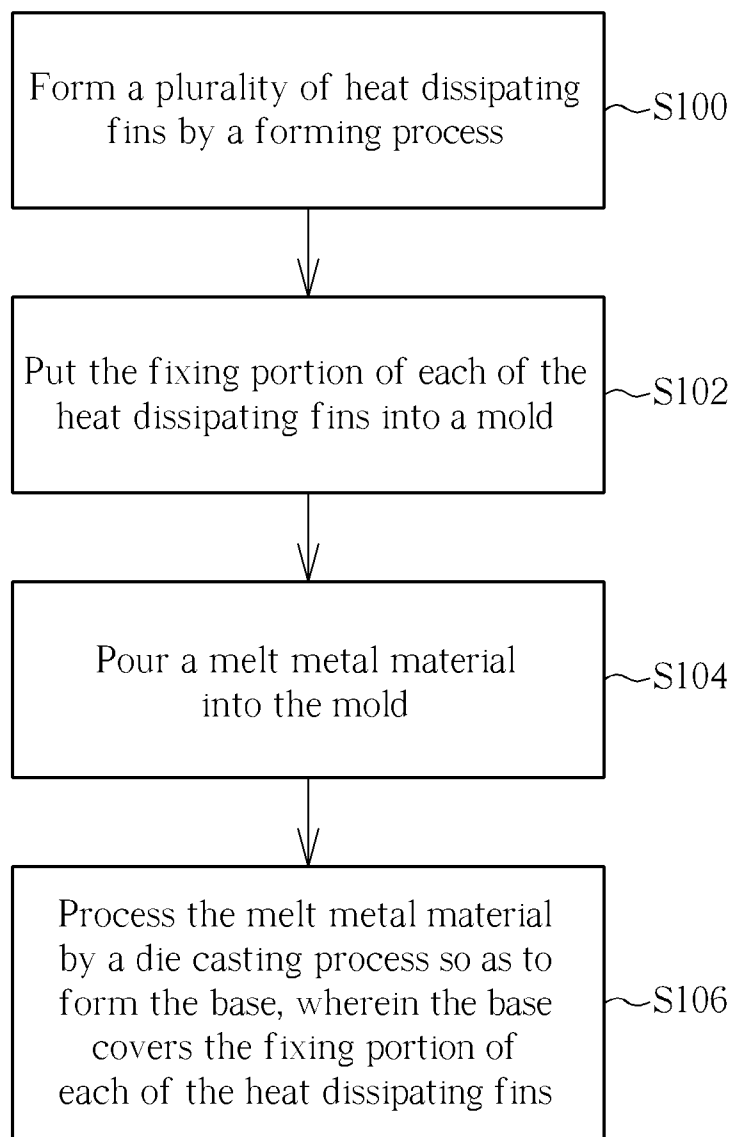 Form a plurality of heat dissipating
fins by a forming process
S100
Put the fixing portion of each of the
heat dissipating fins into a mold
S102
Pour a melt metal material
into the mold
S104
Process the melt metal material
by a die casting process so as to
form the base, wherein the base
covers the fixing portion of
each of the heat dissipating fins
S106